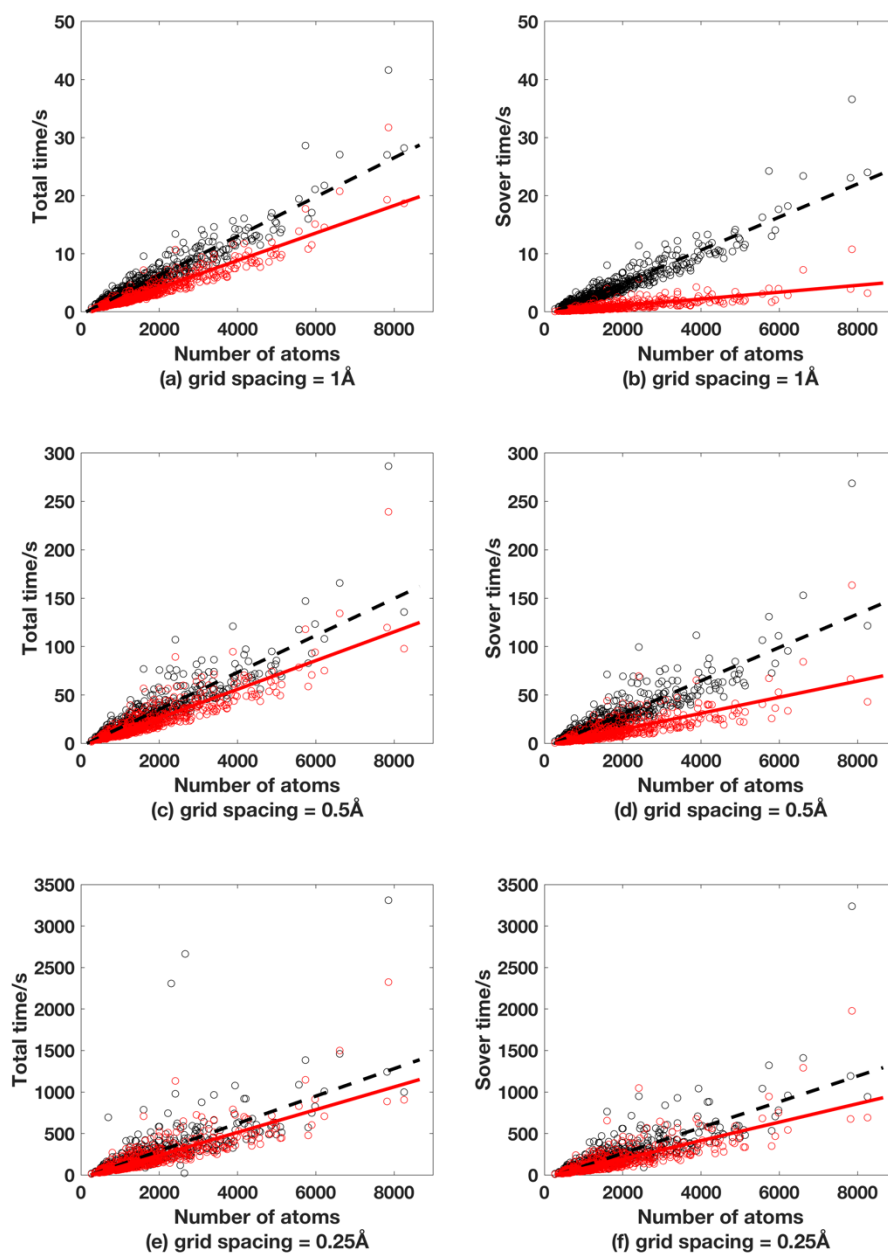 50
40
30
20
10
0
Total time/s
2000 4000 6000 8000
Number of atoms
(a) grid spacing = 1Å
50
40
30
20
10
0
Sover time/s
0 2000 4000 6000 8000
Number of atoms
(b) grid spacing = 1Å
300
250
200
150
100
50
0
Total time/s
0 2000 4000 6000 8000
Number of atoms
(c) grid spacing = 0.5Å
300
250
200
150
100
50
0
Sover time/s
0 2000 4000 6000 8000
Number of atoms
(d) grid spacing = 0.5Å
3500
3000
2500
2000
1500
1000
500
0
Total time/s
0 2000 4000 6000 8000
Number of atoms
(e) grid spacing = 0.25Å
3500
3000
2500
2000
1500
1000
500
0
Sover time/s
0 2000 4000 6000 8000
Number of atoms
(f) grid spacing = 0.25Å